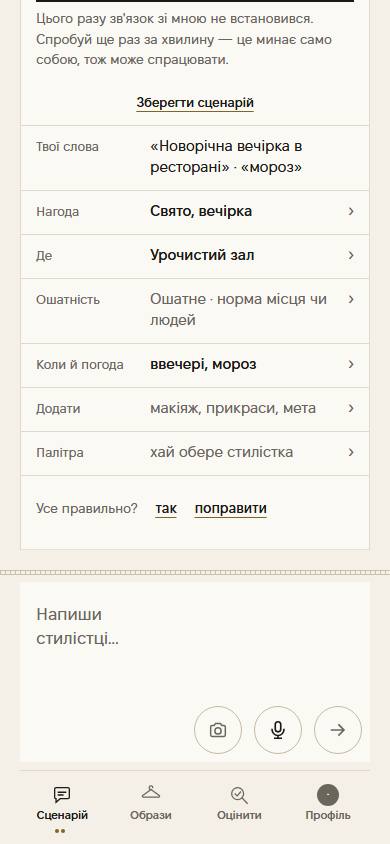 Цього разу зв'язок зі мною не встановився.
Спробуй ще раз за хвилину — це минає само
собою, тож може спрацювати.
Зберегти сценарій
Твої слова
«Новорічна вечірка в
ресторані» · «мороз»
Нагода
Свято, вечірка
Де
Урочистий зал
Ошатність
Ошатне · норма місця чи
людей
Коли й погода
ввечері, мороз
Додати
макіяж, прикраси, мета
Палітра
хай обере стилістка
Усе правильно? так поправити
Напиши
стилістці...
Сценарій Образи Оцінити Профіль